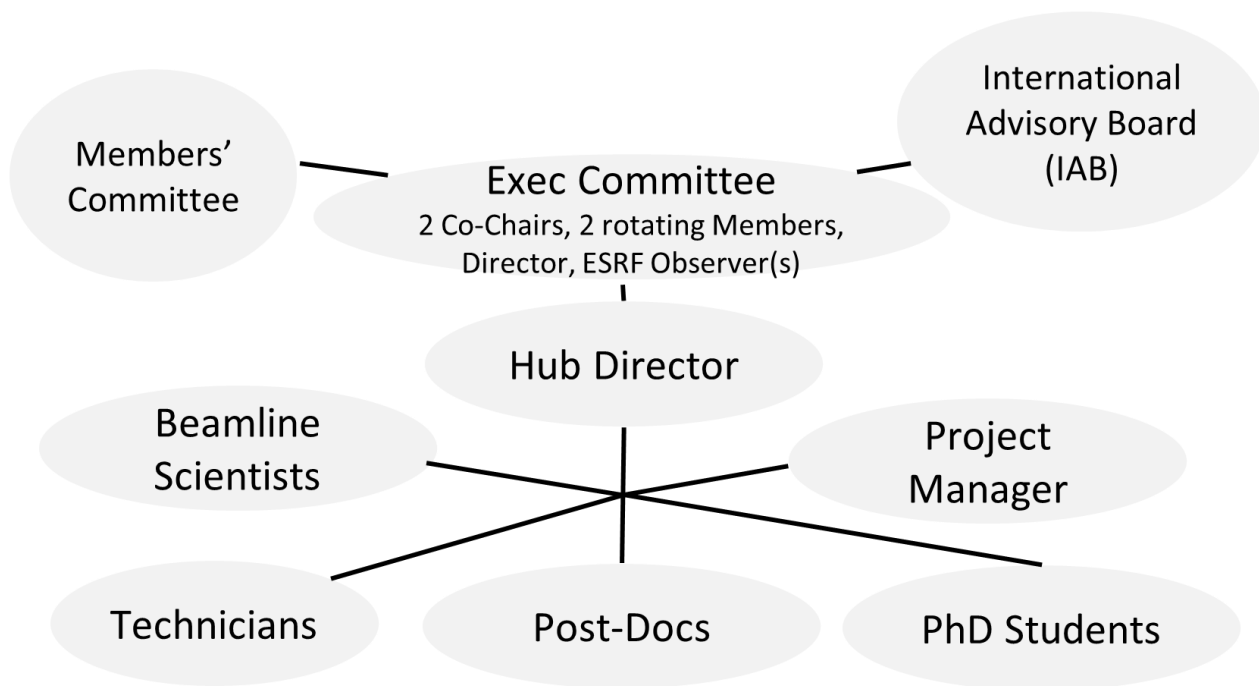 Members’
Committee
International
Advisory Board
(IAB)
Exec Committee
2 Co-Chairs, 2 rotating Members,
Director, ESRF Observer(s)
Hub Director
Beamline
Scientists
Project
Manager
Technicians
Post-Docs
PhD Students